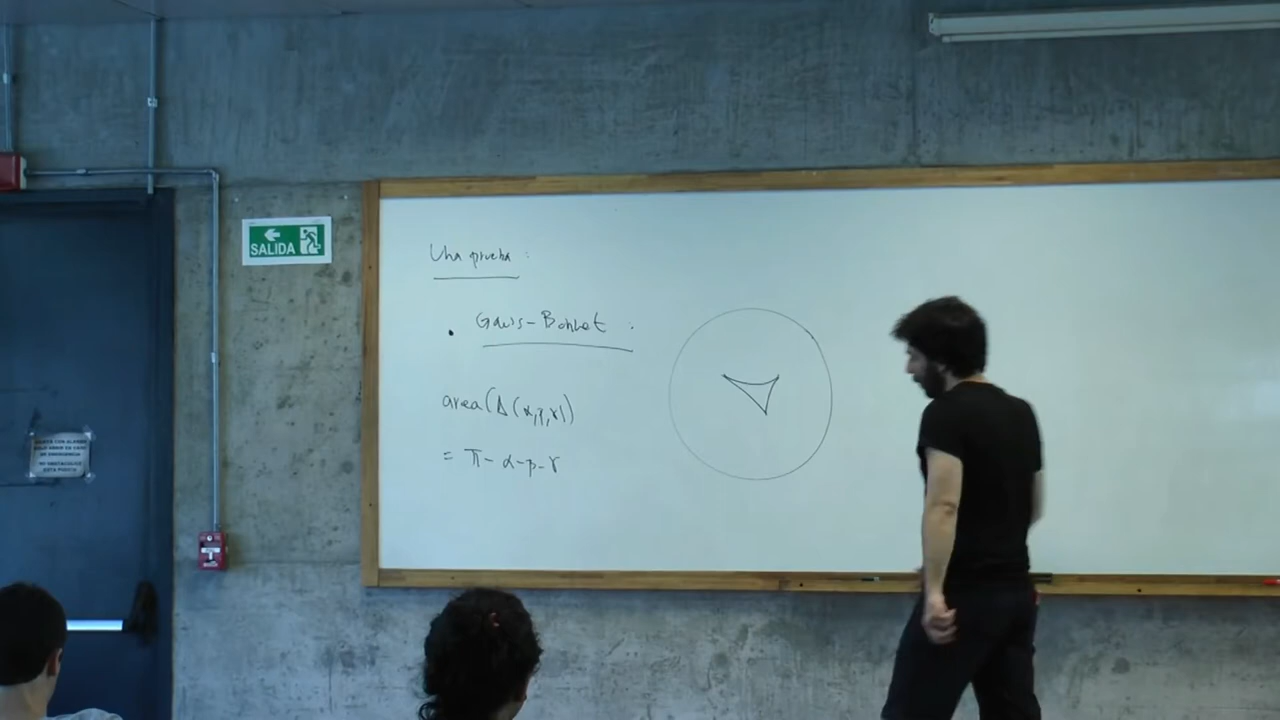 SALIDA
Una prueba :
• Gauss-Bonnet :
area(Δ(α,β,γ))
= π - α - β - γ